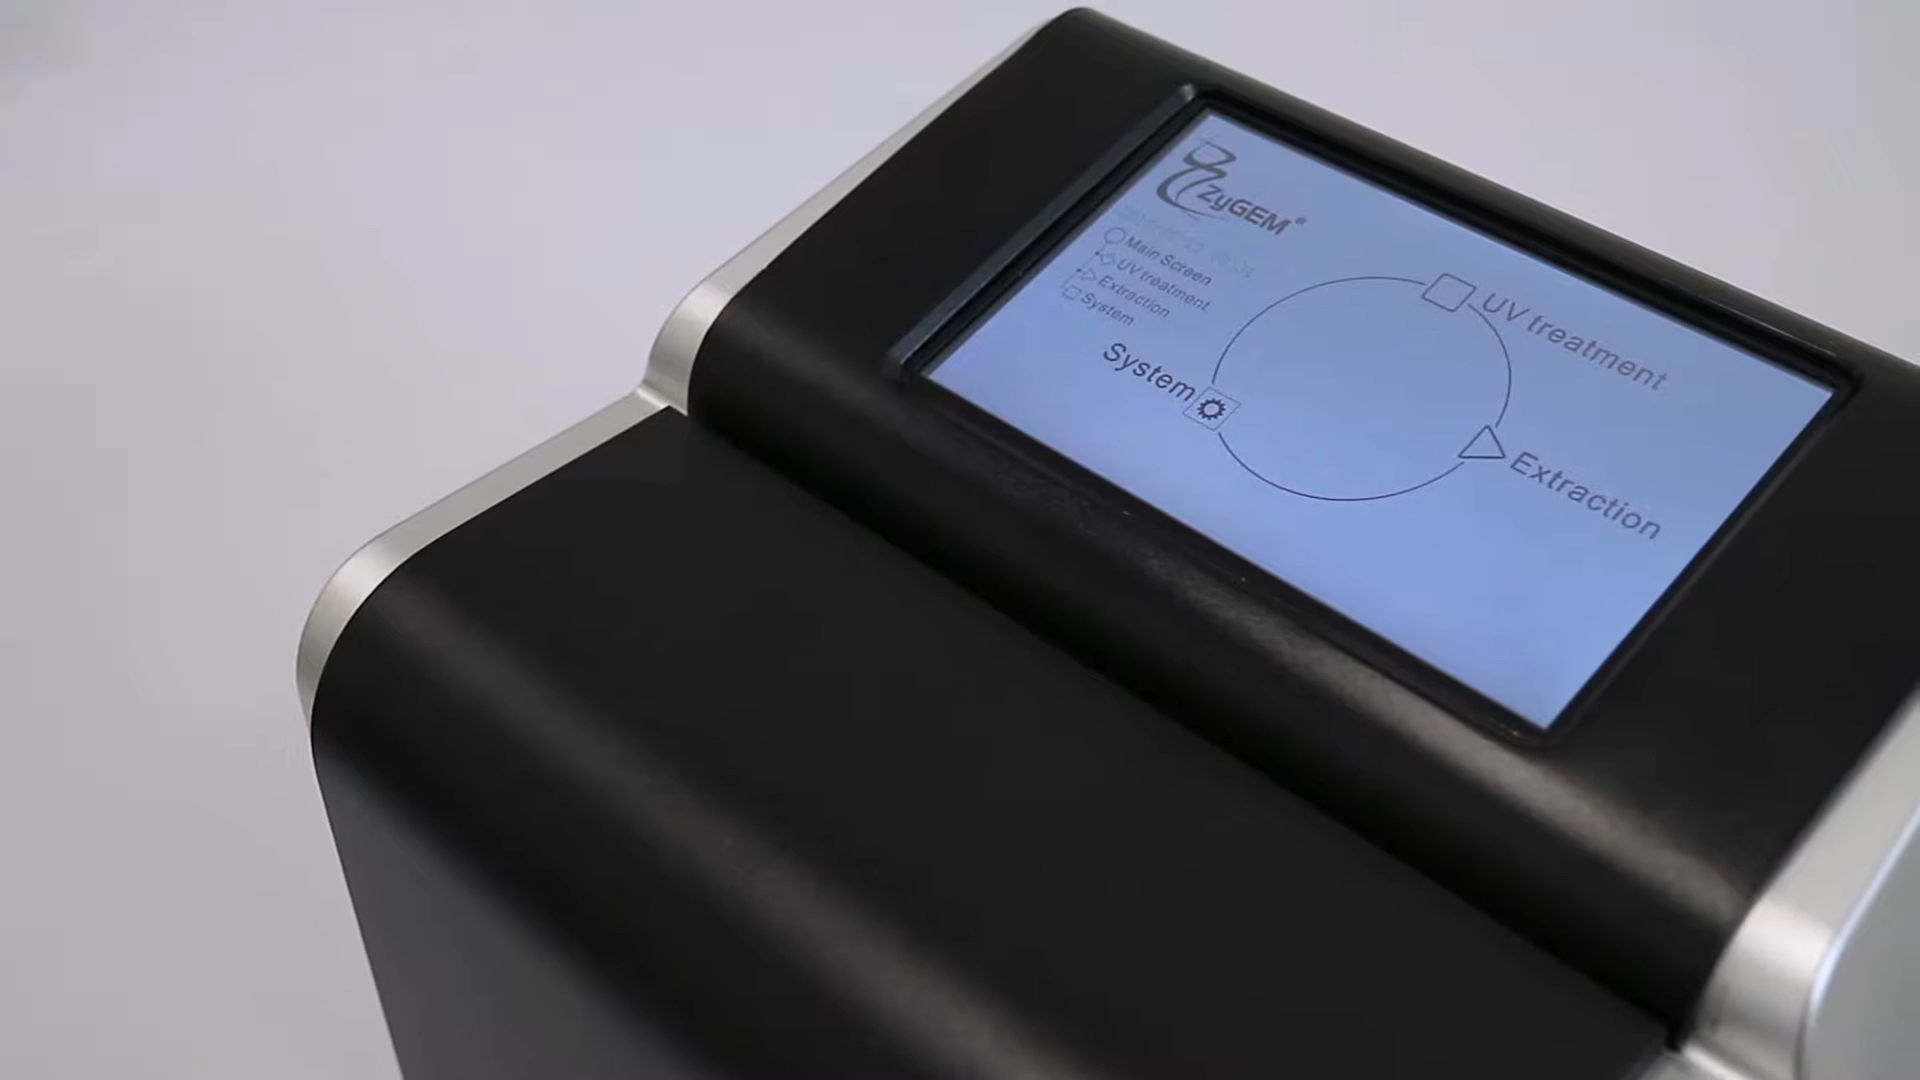 ZyGEM®
Main Screen
UV treatment
Extraction
System
UV treatment
System
Extraction